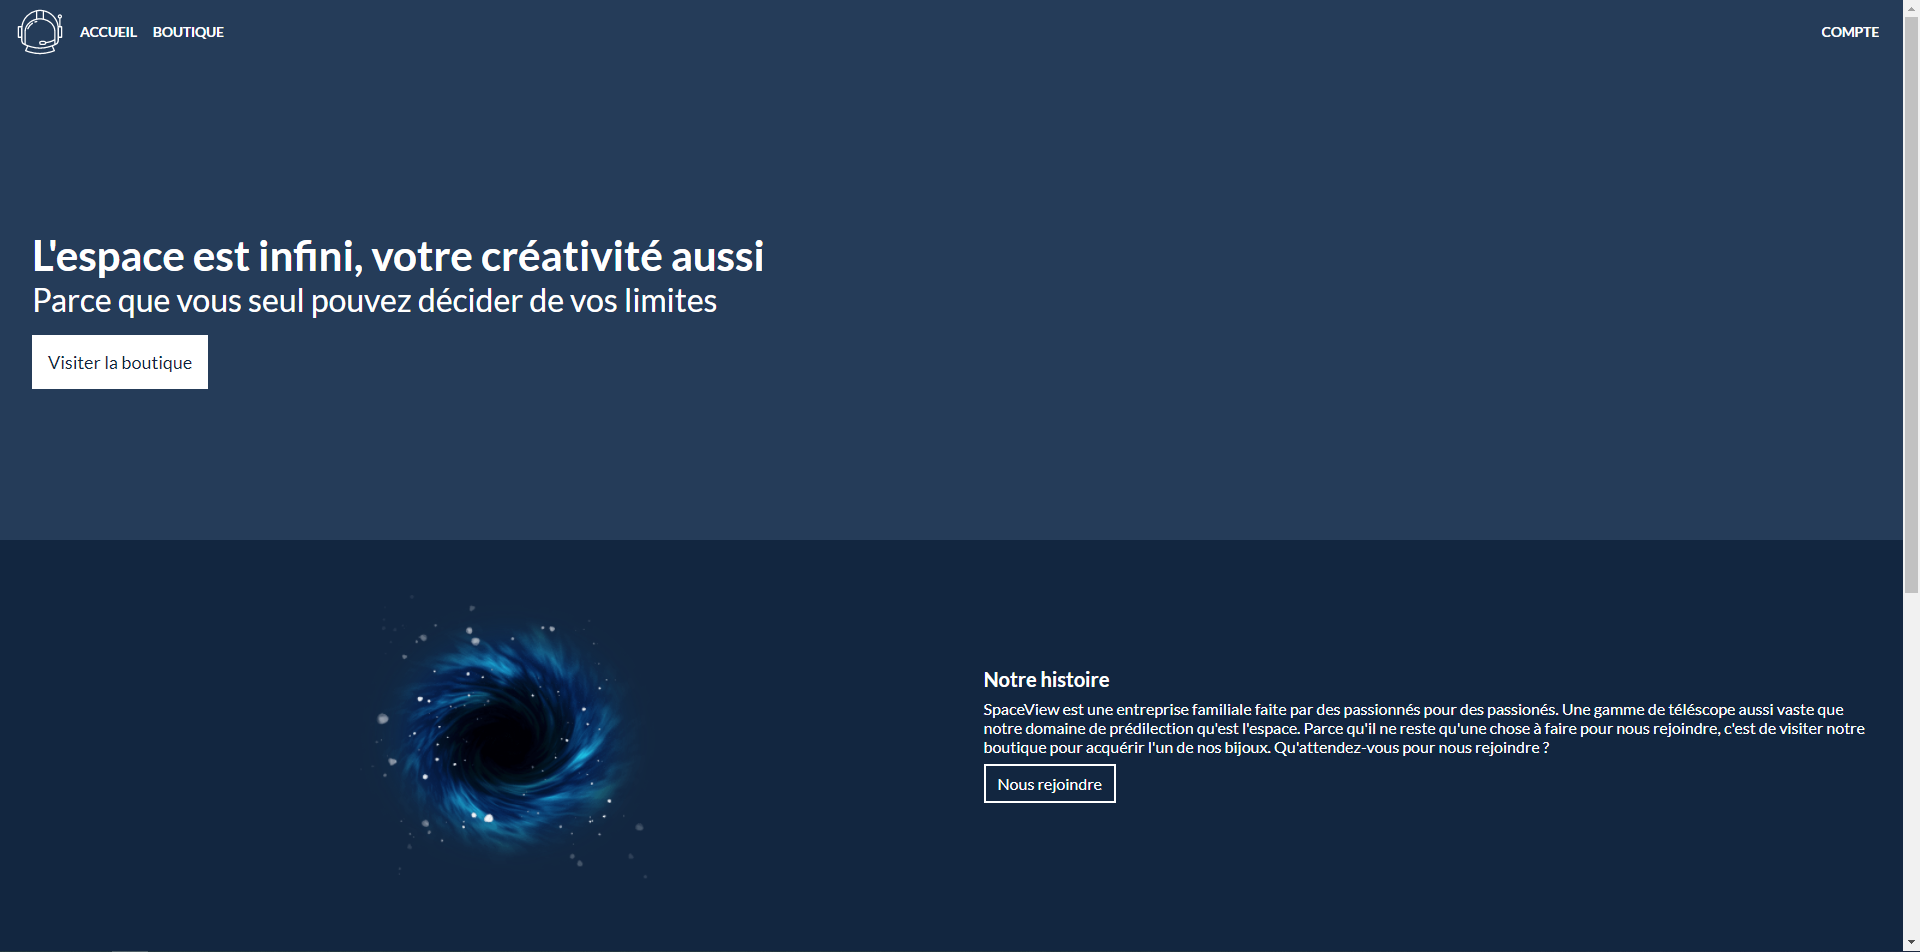 ACCUEIL BOUTIQUE COMPTE
L'espace est infini, votre créativité aussi
Parce que vous seul pouvez décider de vos limites
Visiter la boutique
Notre histoire
SpaceView est une entreprise familiale faite par des passionnés pour des passionés. Une gamme de téléscope aussi vaste que
notre domaine de prédilection qu'est l'espace. Parce qu'il ne reste qu'une chose à faire pour nous rejoindre, c'est de visiter notre
boutique pour acquérir l'un de nos bijoux. Qu'attendez-vous pour nous rejoindre ?
Nous rejoindre